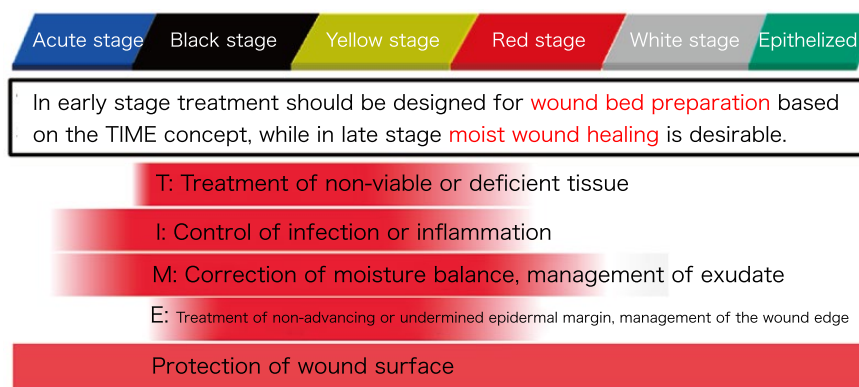 Acute stage Black stage Yellow stage Red stage White stage Epithelized
In early stage treatment should be designed for wound bed preparation based
on the TIME concept, while in late stage moist wound healing is desirable.
T: Treatment of non-viable or deficient tissue
I: Control of infection or inflammation
M: Correction of moisture balance, management of exudate
E: Treatment of non-advancing or undermined epidermal margin, management of the wound edge
Protection of wound surface